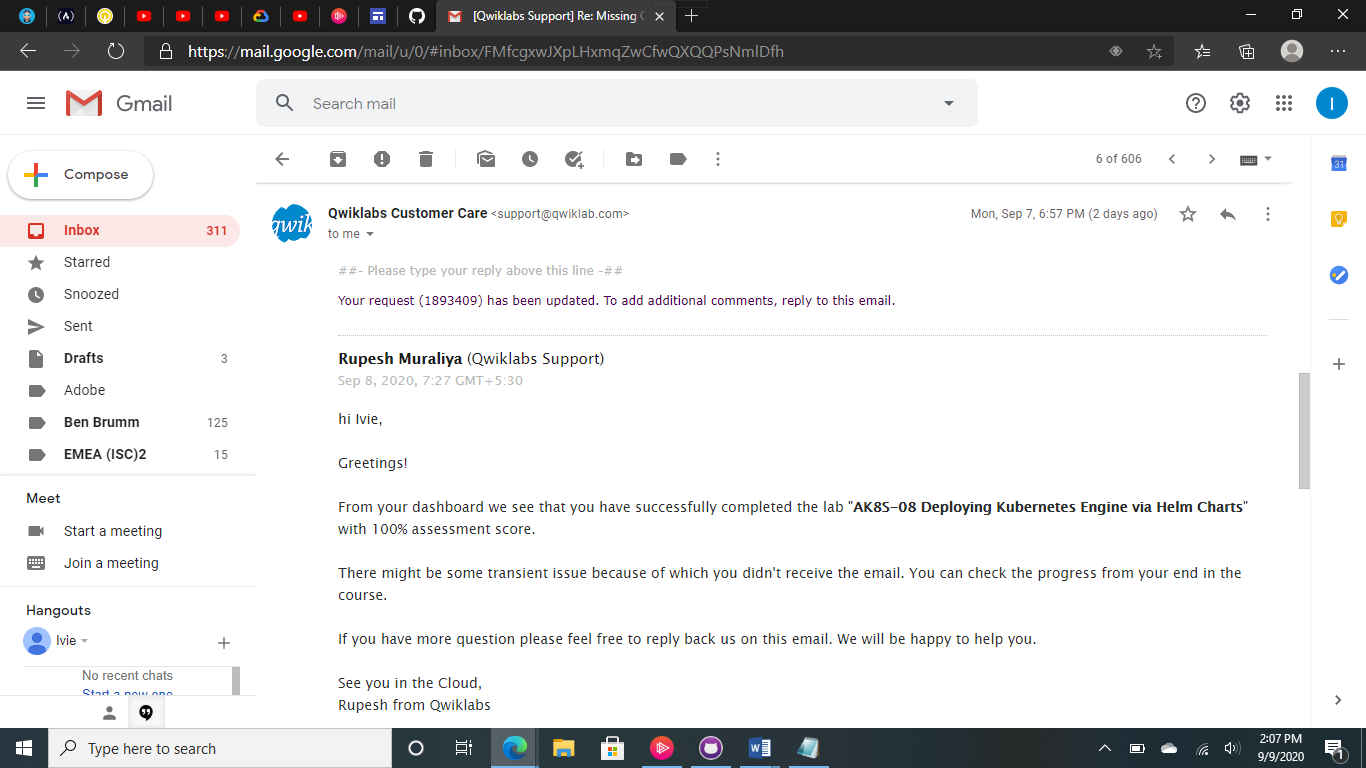 [Qwiklabs Support] Re: Missing
https://mail.google.com/mail/u/0/#inbox/FMfcgxwJXpLHxmqZwCfwQXQQPsNmlDfh
Gmail
Search mail
I
Compose
6 of 606
31
qwik
Qwiklabs Customer Care <support@qwiklab.com>
Mon, Sep 7, 6:57 PM (2 days ago)
to me
Inbox 311
Starred
Snoozed
Sent
Drafts 3
Adobe
Ben Brumm 125
EMEA (ISC)2 15
Meet
Start a meeting
Join a meeting
Hangouts
Ivie
No recent chats
Start a new one
##- Please type your reply above this line -##
Your request (1893409) has been updated. To add additional comments, reply to this email.
Rupesh Muraliya (Qwiklabs Support)
Sep 8, 2020, 7:27 GMT+5:30
hi Ivie,
Greetings!
From your dashboard we see that you have successfully completed the lab "AK8S-08 Deploying Kubernetes Engine via Helm Charts"
with 100% assessment score.
There might be some transient issue because of which you didn't receive the email. You can check the progress from your end in the
course.
If you have more question please feel free to reply back us on this email. We will be happy to help you.
See you in the Cloud,
Rupesh from Qwiklabs
Type here to search
2:07 PM
9/9/2020
1